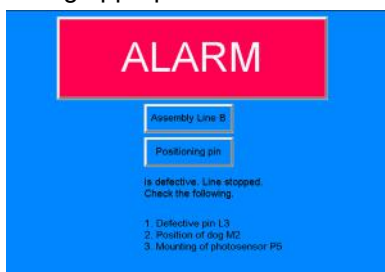 ALARM
Assembly Line B
Positioning pin
is defective. Line stopped.
Check the following.
1. Defective pin L3
2. Position of dog M2
3. Mounting of photosensor P5